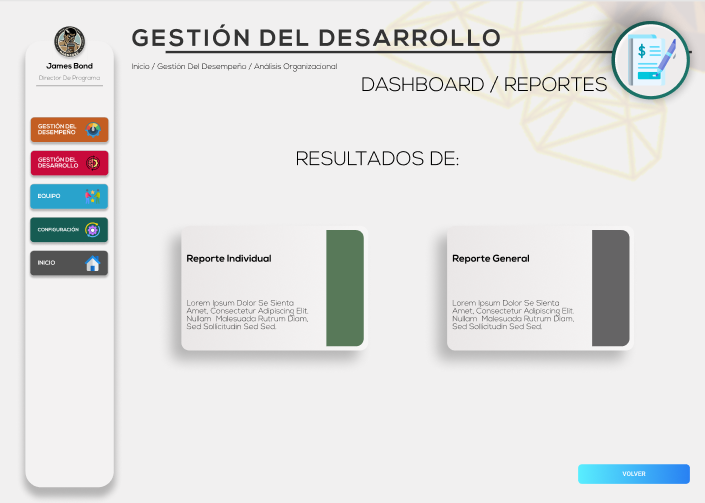 GESTIÓN DEL DESARROLLO
James Bond
Director De Programa
Inicio / Gestión Del Desempeño / Análisis Organizacional
DASHBOARD / REPORTES
$
GESTIÓN DEL
DESEMPEÑO
GESTIÓN DEL
DESARROLLO
EQUIPO
CONFIGURACIÓN
INICIO
RESULTADOS DE:
Reporte Individual
Lorem Ipsum Dolor Se Sienta
Amet, Consectetur Adipiscing Elit.
Nullam Malesuada Rutrum Diam,
Sed Sollicitudin Sed Sed.
Reporte General
Lorem Ipsum Dolor Se Sienta
Amet, Consectetur Adipiscing Elit.
Nullam Malesuada Rutrum Diam,
Sed Sollicitudin Sed Sed.
VOLVER